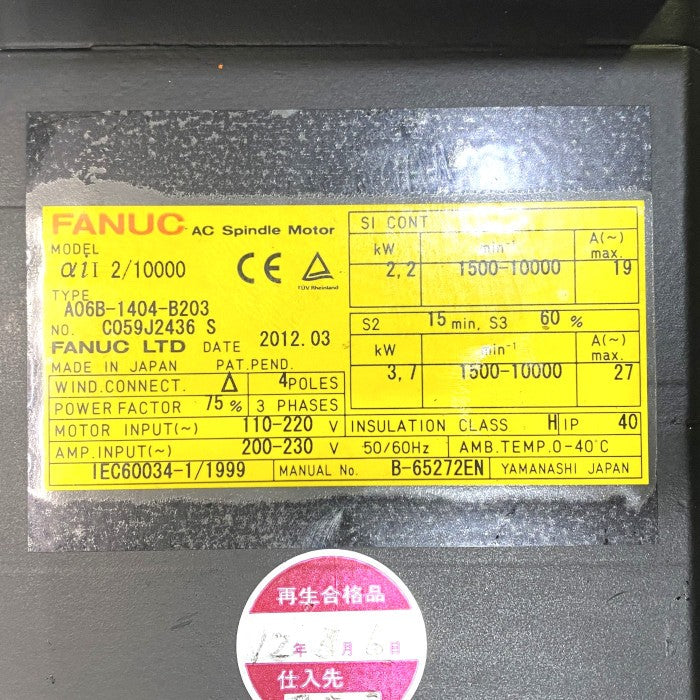 FANUC AC Spindle Motor
MODEL
αiI 2/10000
CE
TÜV Rheinland
TYPE
A06B-1404-B203
NO. C059J2436 S
FANUC LTD DATE 2012.03
MADE IN JAPAN PAT.PEND.
WIND.CONNECT. Δ 4POLES
POWER FACTOR 75% 3 PHASES
SI CONT
kW min⁻¹ A(~) max.
2,2 1500-10000 19
S2 15 min, S3 60 %
kW min⁻¹ A(~) max.
3,7 1500-10000 27
MOTOR INPUT(~) 110-220 V INSULATION CLASS H IP 40
AMP.INPUT(~) 200-230 V 50/60Hz AMB.TEMP.0-40°C
IEC60034-1/1999 MANUAL No. B-65272EN YAMANASHI JAPAN
再生合格品
12年 月6日
仕入先